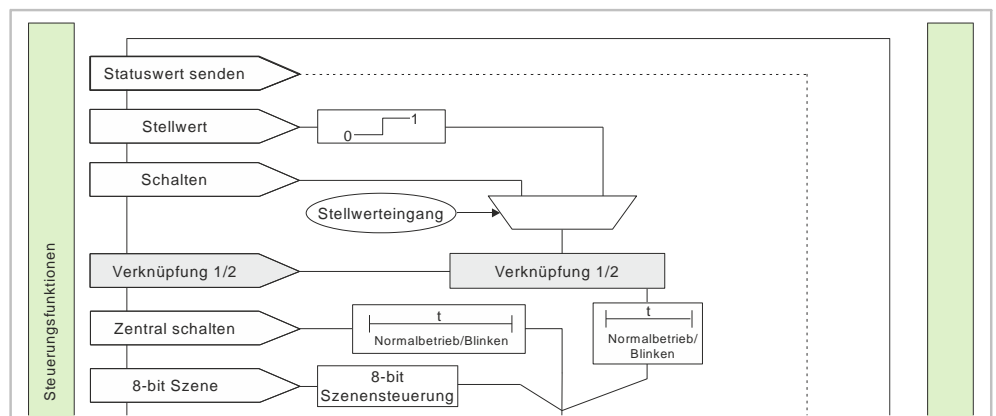 Steuerungsfunktionen
Statuswert senden
Stellwert
0
1
Schalten
Stellwerteingang
Verknüpfung 1/2
Verknüpfung 1/2
Zentral schalten
t
Normalbetrieb/Blinken
t
Normalbetrieb/
Blinken
8-bit Szene
8-bit
Szenensteuerung